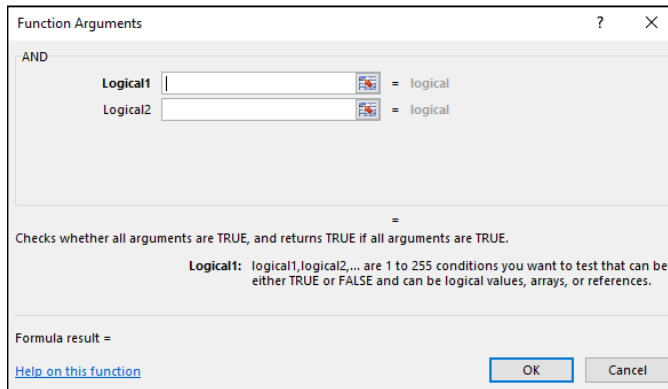 Function Arguments ? ×
AND
Logical1 = logical
Logical2 = logical
=
Checks whether all arguments are TRUE, and returns TRUE if all arguments are TRUE.
Logical1: logical1,logical2,... are 1 to 255 conditions you want to test that can be
either TRUE or FALSE and can be logical values, arrays, or references.
Formula result =
Help on this function OK Cancel